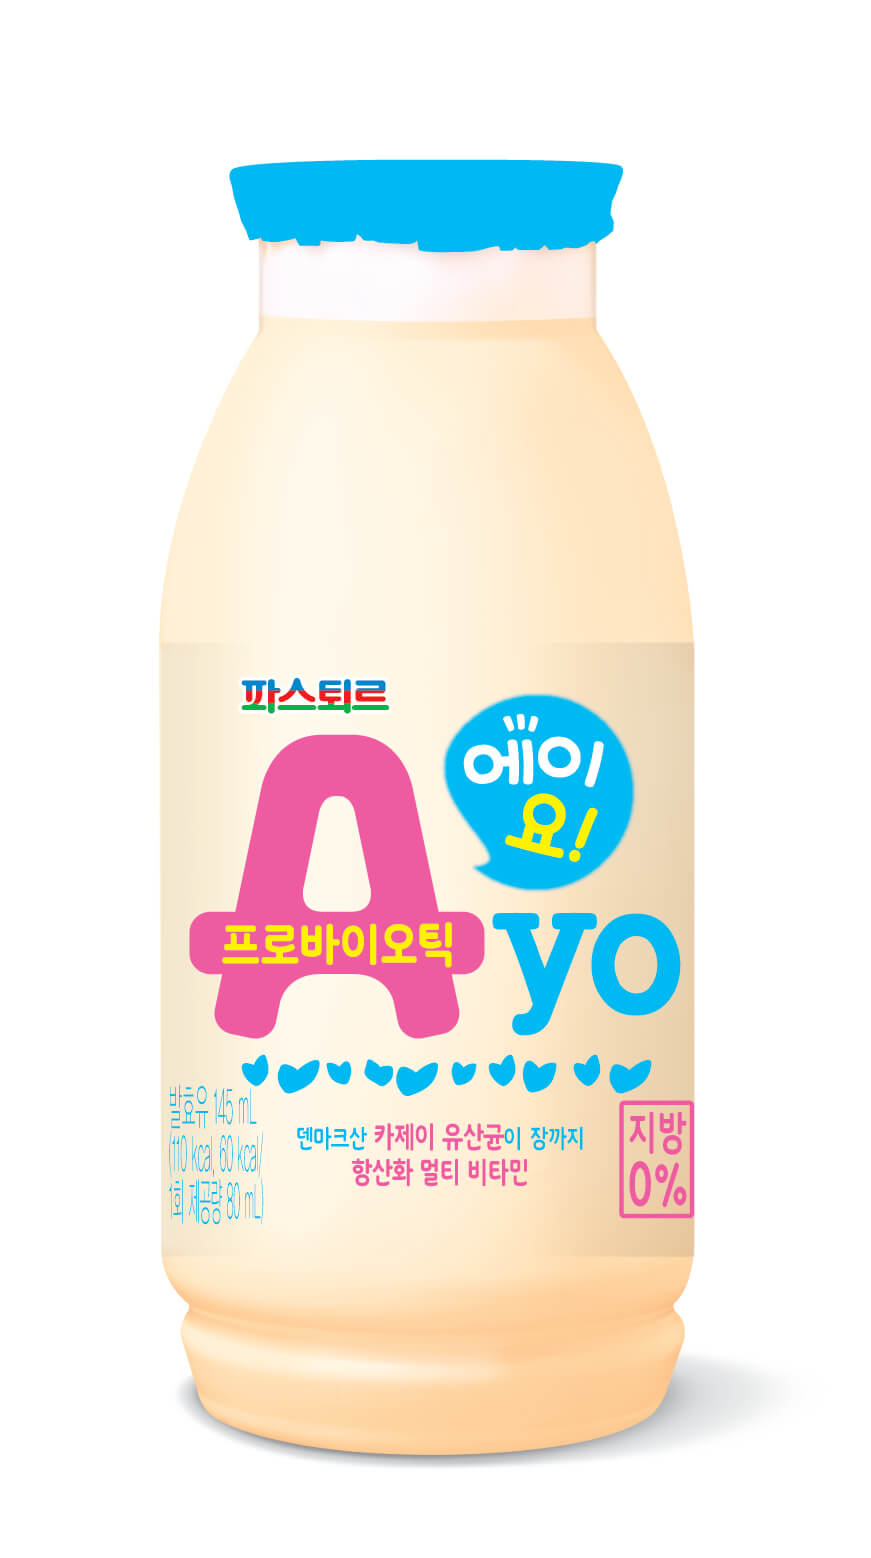 파스퇴르
에이
요!
A
프로바이오틱
yo
발효유 145 mL
(110 kcal, 60 kcal/
1회 제공량 80 mL)
덴마크산 카제이 유산균이 장까지
항산화 멀티 비타민
지방
0%